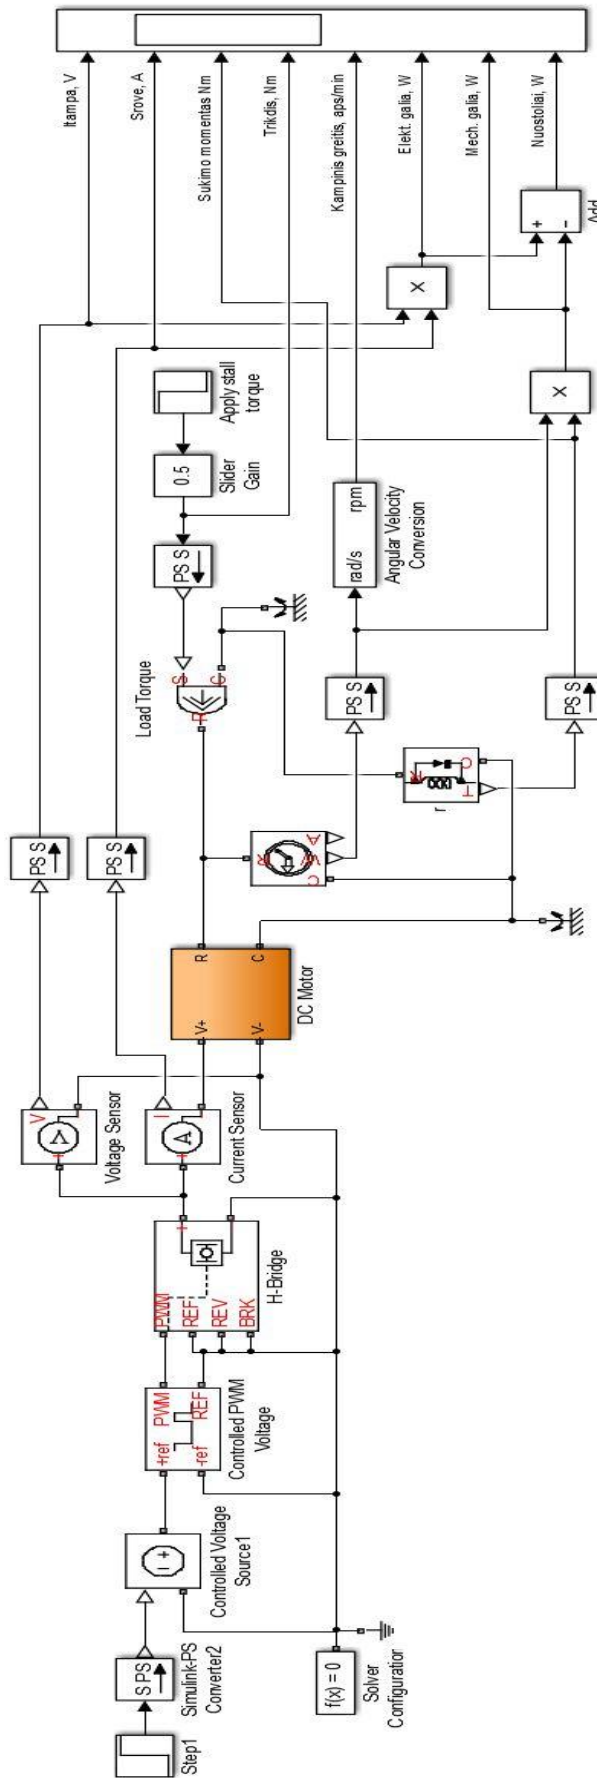 Step1
S PS
Simulink-PS
Converter2
Controlled Voltage
Source1
f(x) = 0
Solver
Configuration
+ref PWM
-ref REF
Controlled PWM
Voltage
PWM
REF
REV
BRK
+
-
H-Bridge
V
+
Voltage Sensor
I
A
+
Current Sensor
V+
V-
R
C
DC Motor
PS S
PS S
Load Torque
S
R
C
PS S
0.5
Slider
Gain
Apply stall
torque
R
C
W
A
r
R
C
T
PS S
PS S
rad/s rpm
Angular Velocity
Conversion
X
X
+
-
Add
Itampa, V
Srove, A
Sukimo momentas Nm
Trikdis, Nm
Kampinis greitis, aps/min
Elekt. galia, W
Mech. galia, W
Nuostoliai, W